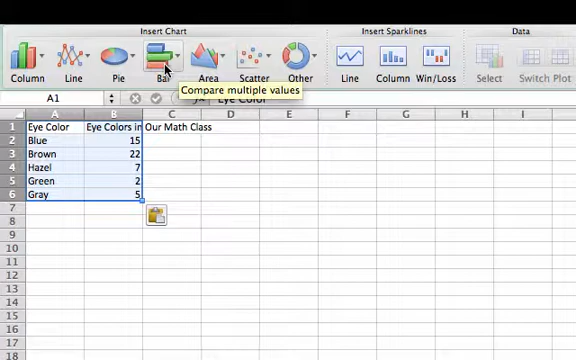 Insert Chart Insert Sparklines Data
Column Line Pie Bar Area Scatter Other Line Column Win/Loss Select Switch Plot
Compare multiple values
A1 Eye Color
A B C D E F G H I
1 Eye Color Eye Colors in Our Math Class
2 Blue 15
3 Brown 22
4 Hazel 7
5 Green 2
6 Gray 5
7
8
9
10
11
12
13
14
15
16
17
18